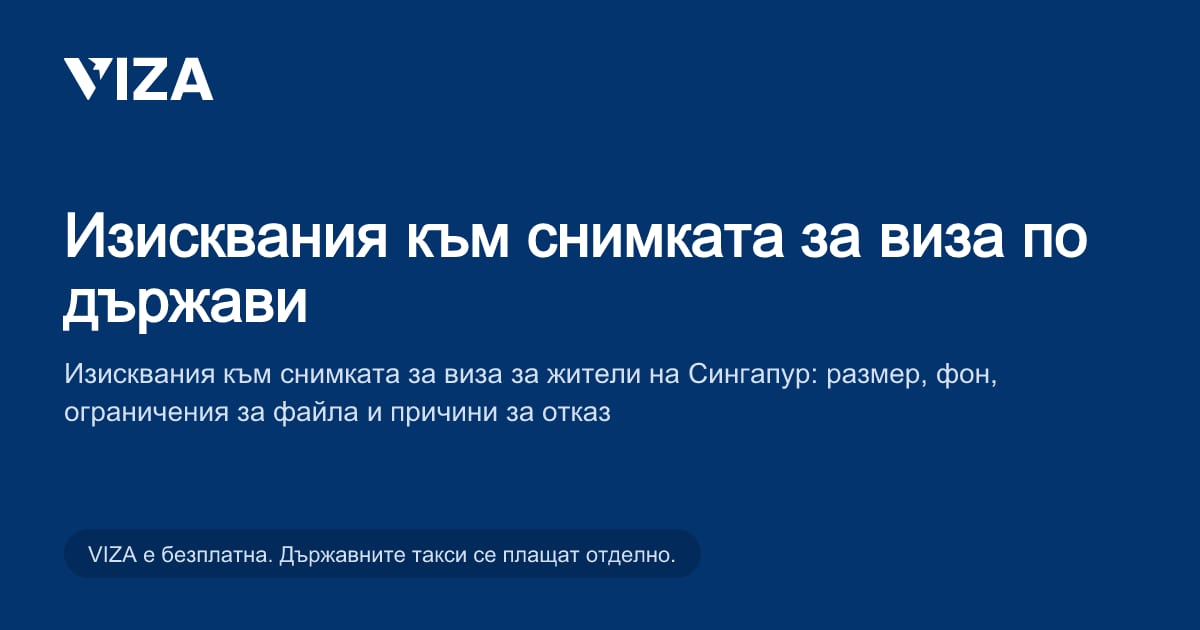 VIZA
Изисквания към снимката за виза по
държави
Изисквания към снимката за виза за жители на Сингапур: размер, фон,
ограничения за файла и причини за отказ
VIZA е безплатна. Държавните такси се плащат отделно.